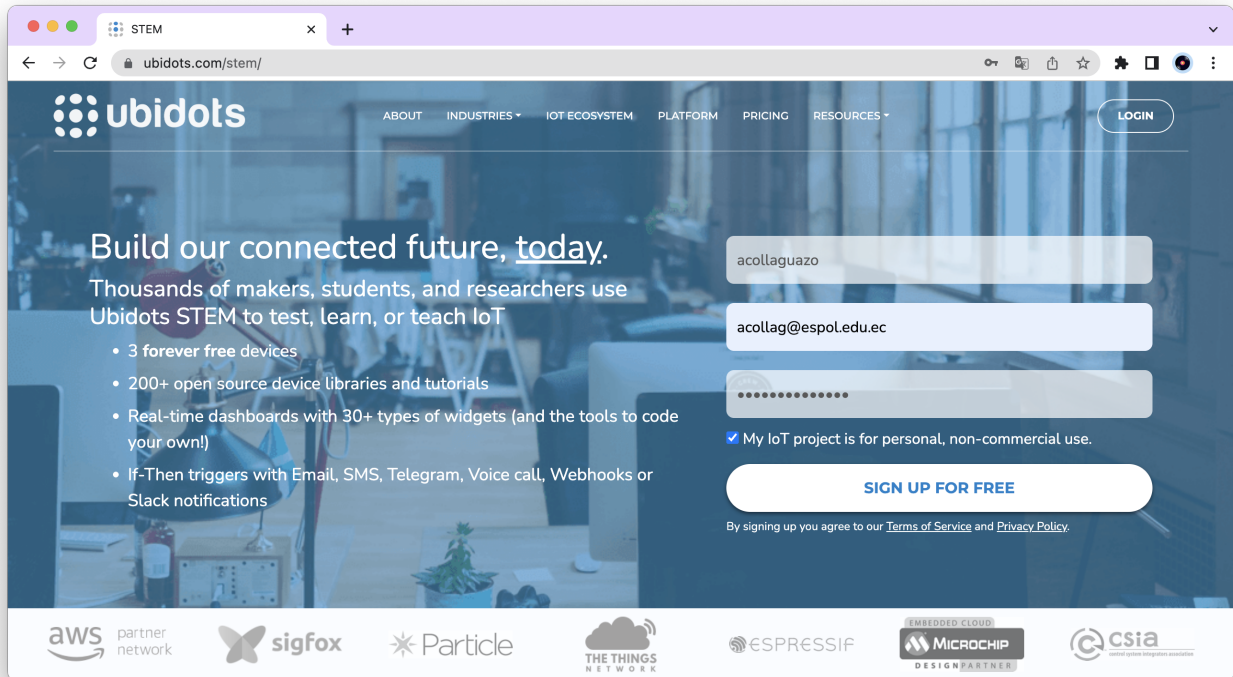 STEM
ubidots.com/stem/
ubidots
ABOUT INDUSTRIES IOT ECOSYSTEM PLATFORM PRICING RESOURCES LOGIN
Build our connected future, today.
Thousands of makers, students, and researchers use
Ubidots STEM to test, learn, or teach IoT
• 3 forever free devices
• 200+ open source device libraries and tutorials
• Real-time dashboards with 30+ types of widgets (and the tools to code
your own!)
• If-Then triggers with Email, SMS, Telegram, Voice call, Webhooks or
Slack notifications
acollaguazo
acollag@espol.edu.ec
••••••••••••••
My IoT project is for personal, non-commercial use.
SIGN UP FOR FREE
By signing up you agree to our Terms of Service and Privacy Policy.
aws partner
network
sigfox
Particle
THE THINGS
NETWORK
ESPRESSIF
EMBEDDED CLOUD
MICROCHIP
DESIGN PARTNER
csia
control system integrators association